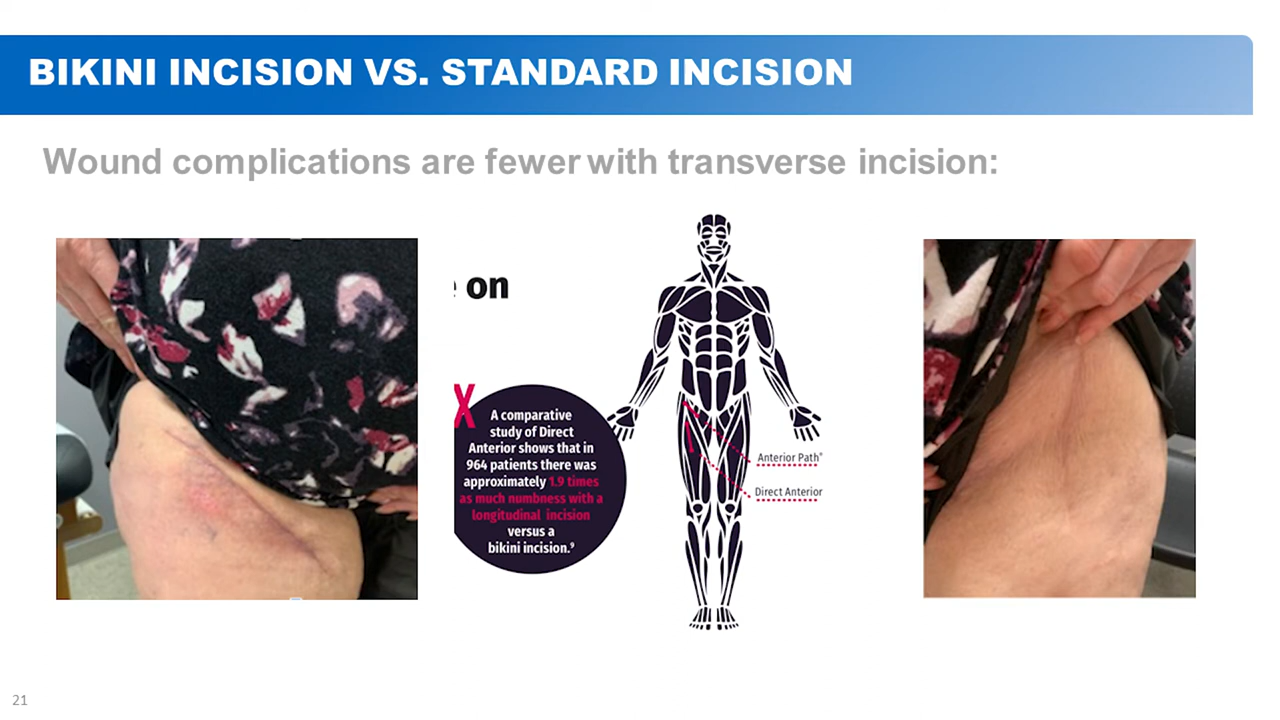 BIKINI INCISION VS. STANDARD INCISION
Wound complications are fewer with transverse incision:
on
X
A comparative
study of Direct
Anterior shows that in
964 patients there was
approximately 1.9 times
as much numbness with a
longitudinal incision
versus a
bikini incision.⁹
Anterior Path®
Direct Anterior
21